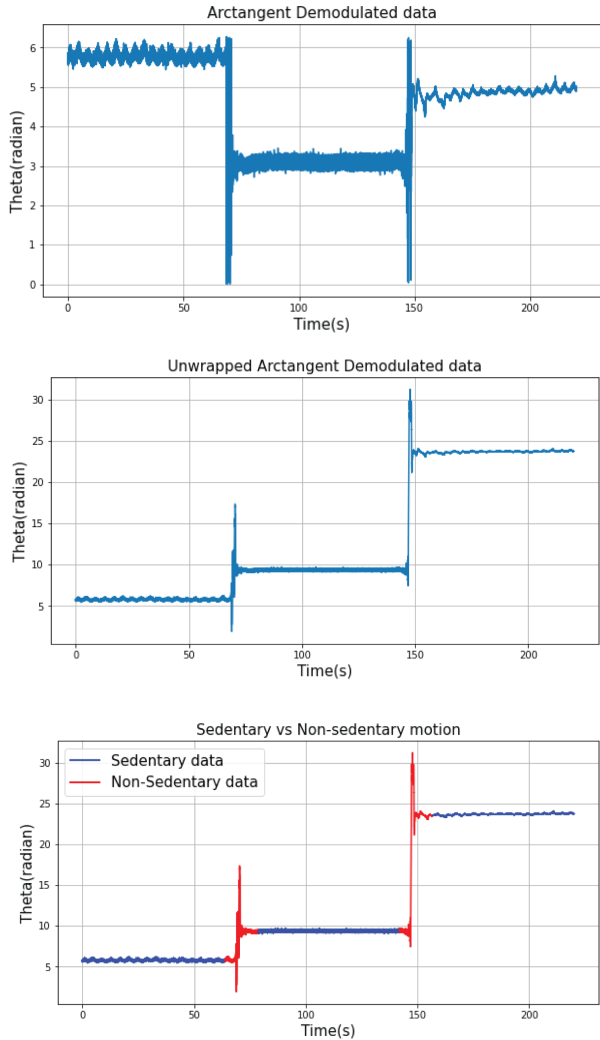 Arctangent Demodulated data
6
5
4
3
2
1
0
Theta(radian)
0 50 100 150 200
Time(s)
Unwrapped Arctangent Demodulated data
30
25
20
15
10
5
Theta(radian)
0 50 100 150 200
Time(s)
Sedentary vs Non-sedentary motion
Sedentary data
Non-Sedentary data
30
25
20
15
10
5
Theta(radian)
0 50 100 150 200
Time(s)